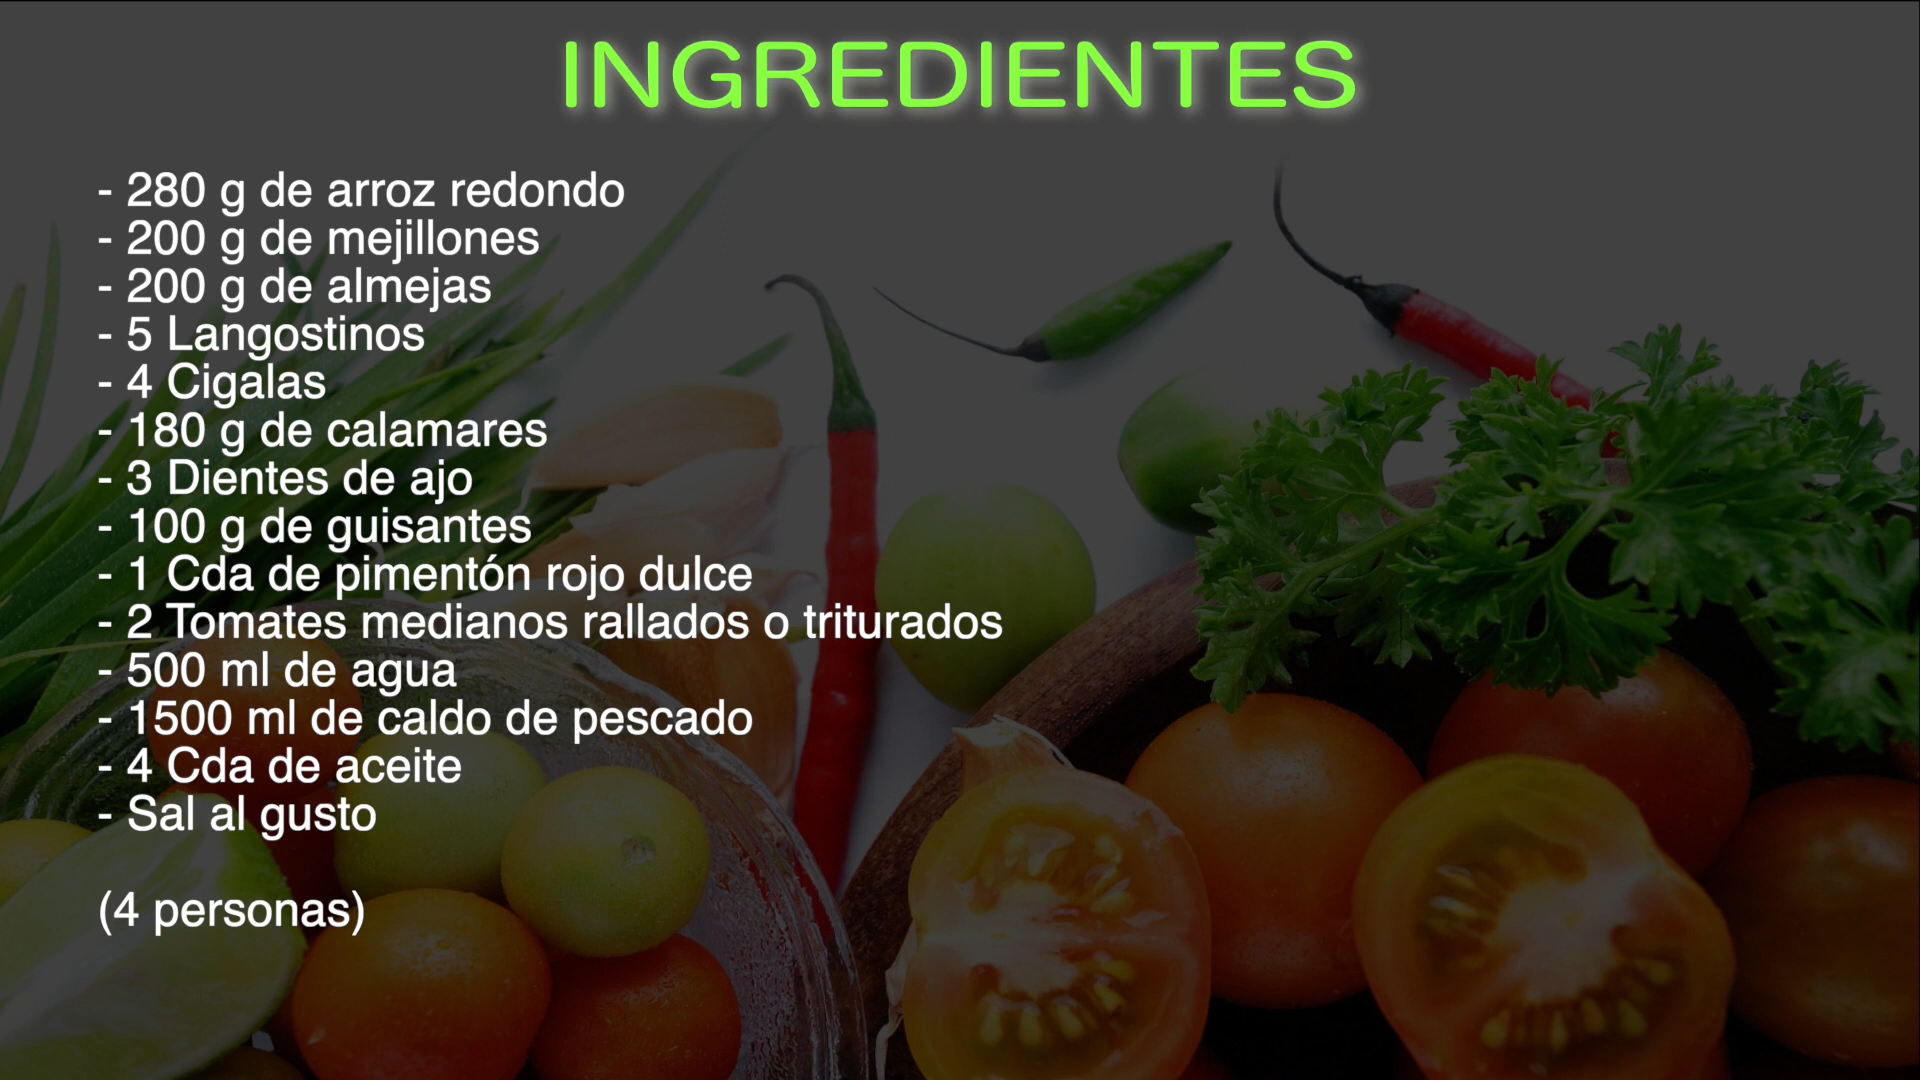 INGREDIENTES
- 280 g de arroz redondo
- 200 g de mejillones
- 200 g de almejas
- 5 Langostinos
- 4 Cigalas
- 180 g de calamares
- 3 Dientes de ajo
- 100 g de guisantes
- 1 Cda de pimentón rojo dulce
- 2 Tomates medianos rallados o triturados
- 500 ml de agua
- 1500 ml de caldo de pescado
- 4 Cda de aceite
- Sal al gusto
(4 personas)